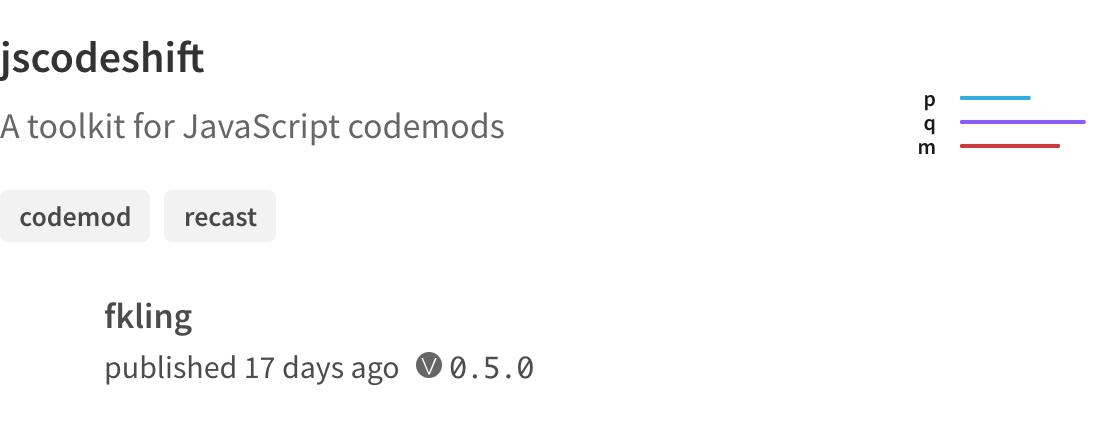 jscodeshift
A toolkit for JavaScript codemods
p
q
m
codemod recast
fkling
published 17 days ago V 0.5.0